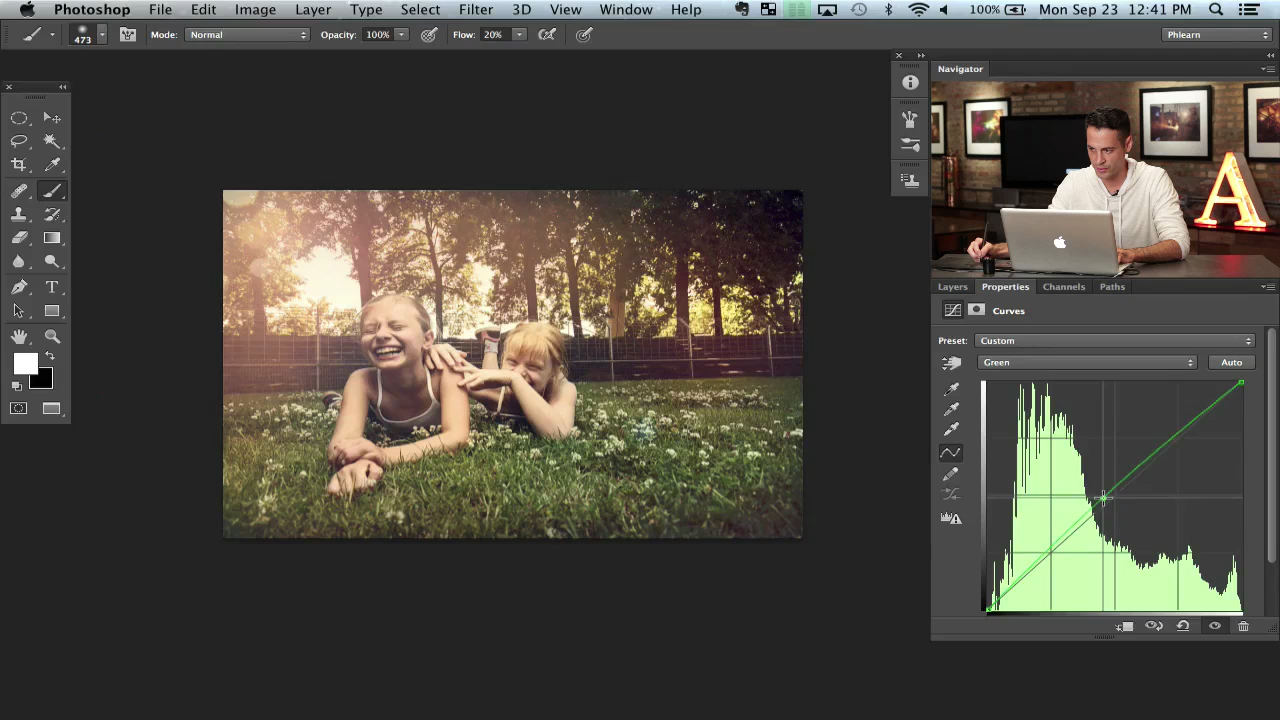 Photoshop File Edit Image Layer Type Select Filter 3D View Window Help 100% Mon Sep 23 12:41 PM
473 Mode: Normal Opacity: 100% Flow: 20% Phlearn
Navigator
A
Layers Properties Channels Paths
Curves
Preset: Custom
Green Auto
T